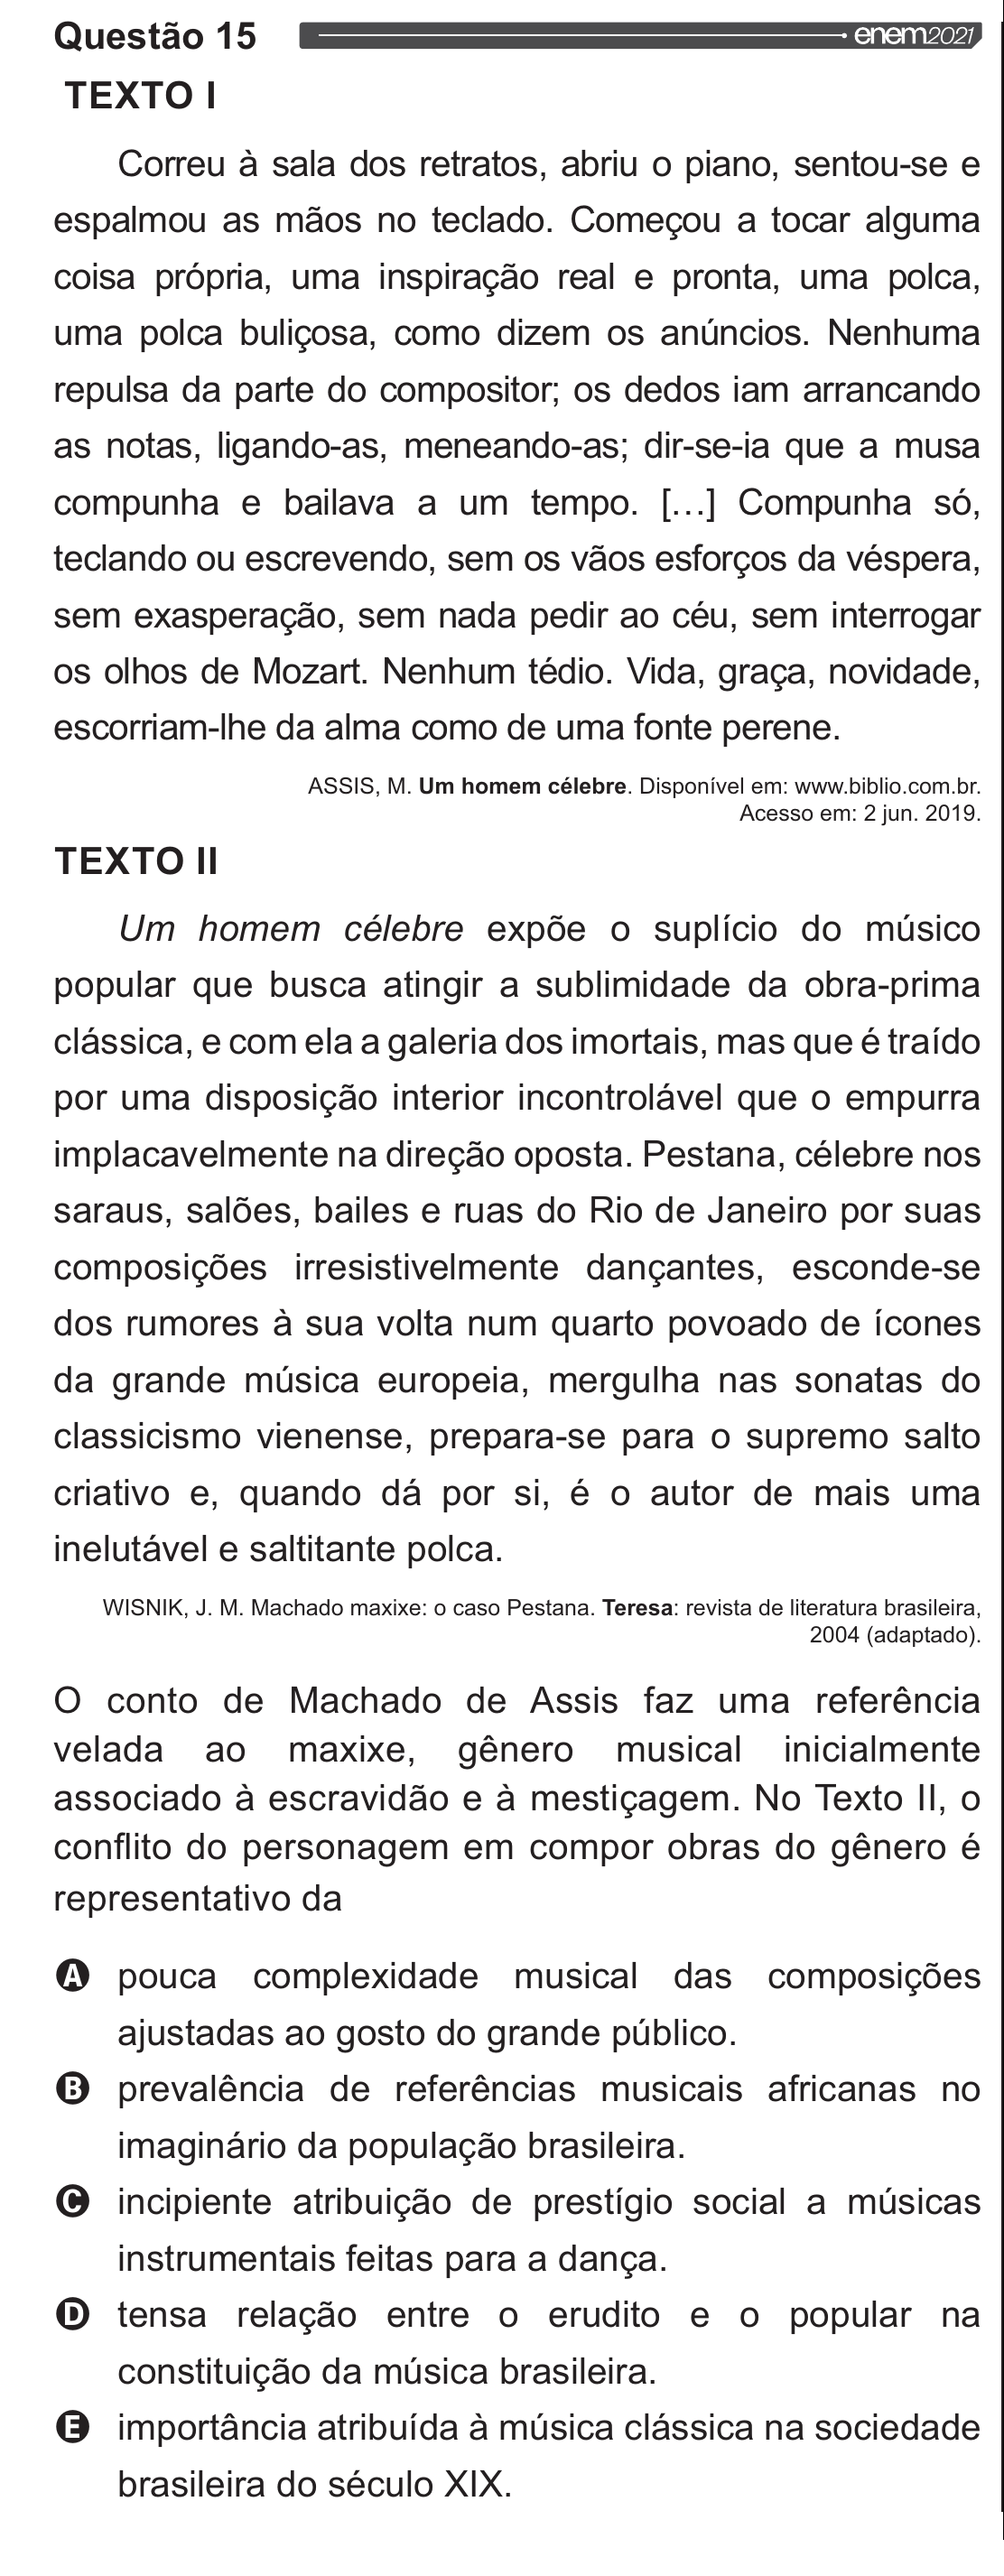 Questão 15
enem2021
TEXTO I
Correu à sala dos retratos, abriu o piano, sentou-se e
espalmou as mãos no teclado. Começou a tocar alguma
coisa própria, uma inspiração real e pronta, uma polca,
uma polca buliçosa, como dizem os anúncios. Nenhuma
repulsa da parte do compositor; os dedos iam arrancando
as notas, ligando-as, meneando-as; dir-se-ia que a musa
compunha e bailava a um tempo. […] Compunha só,
teclando ou escrevendo, sem os vãos esforços da véspera,
sem exasperação, sem nada pedir ao céu, sem interrogar
os olhos de Mozart. Nenhum tédio. Vida, graça, novidade,
escorriam-lhe da alma como de uma fonte perene.
ASSIS, M. Um homem célebre. Disponível em: www.biblio.com.br.
Acesso em: 2 jun. 2019.
TEXTO II
Um homem célebre expõe o suplício do músico
popular que busca atingir a sublimidade da obra-prima
clássica, e com ela a galeria dos imortais, mas que é traído
por uma disposição interior incontrolável que o empurra
implacavelmente na direção oposta. Pestana, célebre nos
saraus, salões, bailes e ruas do Rio de Janeiro por suas
composições irresistivelmente dançantes, esconde-se
dos rumores à sua volta num quarto povoado de ícones
da grande música europeia, mergulha nas sonatas do
classicismo vienense, prepara-se para o supremo salto
criativo e, quando dá por si, é o autor de mais uma
inelutável e saltitante polca.
WISNIK, J. M. Machado maxixe: o caso Pestana. Teresa: revista de literatura brasileira,
2004 (adaptado).
O conto de Machado de Assis faz uma referência
velada ao maxixe, gênero musical inicialmente
associado à escravidão e à mestiçagem. No Texto II, o
conflito do personagem em compor obras do gênero é
representativo da
A pouca complexidade musical das composições
ajustadas ao gosto do grande público.
B prevalência de referências musicais africanas no
imaginário da população brasileira.
C incipiente atribuição de prestígio social a músicas
instrumentais feitas para a dança.
D tensa relação entre o erudito e o popular na
constituição da música brasileira.
E importância atribuída à música clássica na sociedade
brasileira do século XIX.